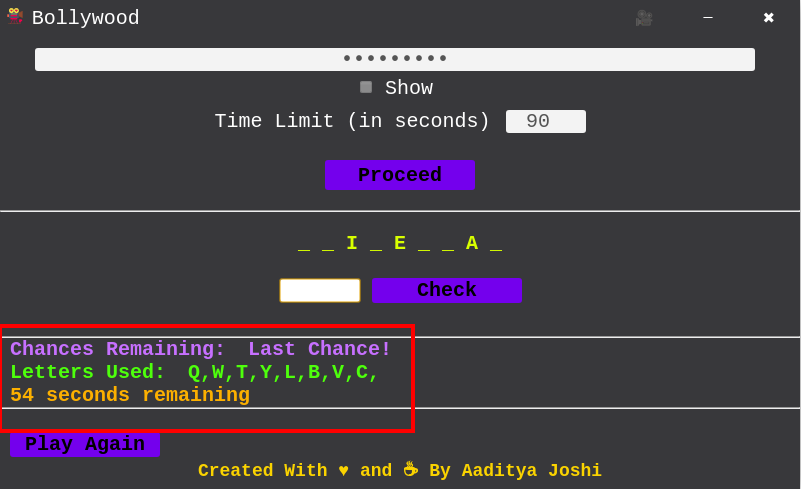 Bollywood
•••••••••
Show
Time Limit (in seconds) 90
Proceed
_ _ I _ E _ _ A _
Check
Chances Remaining: Last Chance!
Letters Used: Q,W,T,Y,L,B,V,C,
54 seconds remaining
Play Again
Created With ♥ and ☕ By Aaditya Joshi